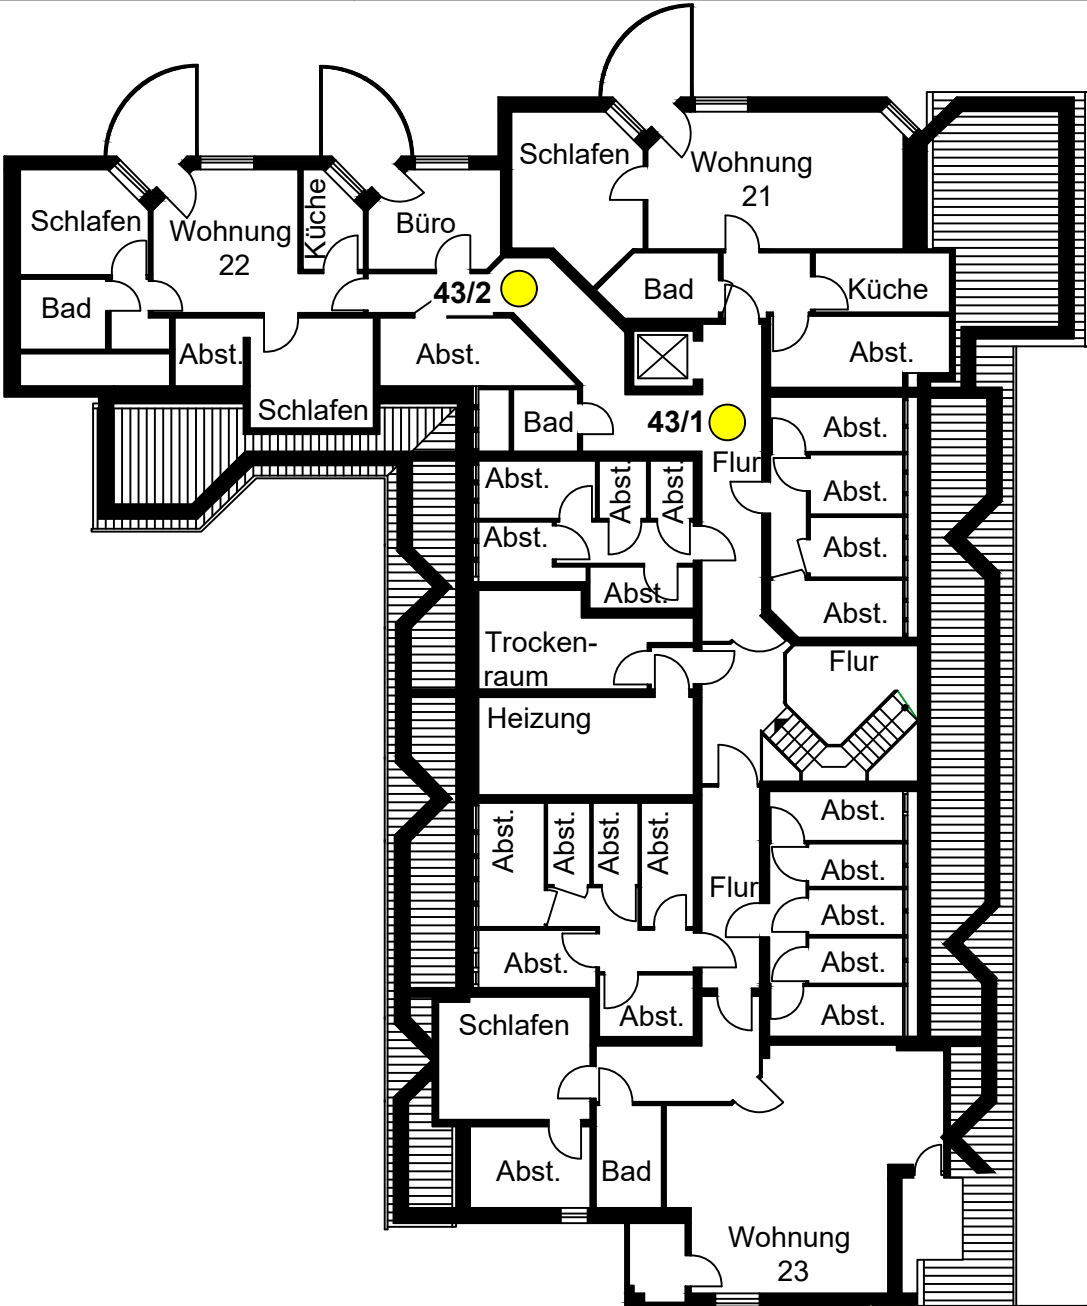 Schlafen
Wohnung
21
Schlafen
Wohnung
22
Küche
Büro
43/2
Bad
Küche
Bad
Abst.
Abst.
Abst.
Schlafen
Bad
43/1
Flur
Abst.
Abst.
Abst.
Abst.
Abst.
Abst.
Abst.
Abst.
Abst.
Abst.
Trocken-
raum
Flur
Heizung
Abst.
Abst.
Abst.
Abst.
Abst.
Abst.
Flur
Abst.
Abst.
Abst.
Abst.
Abst.
Abst.
Schlafen
Abst.
Bad
Wohnung
23